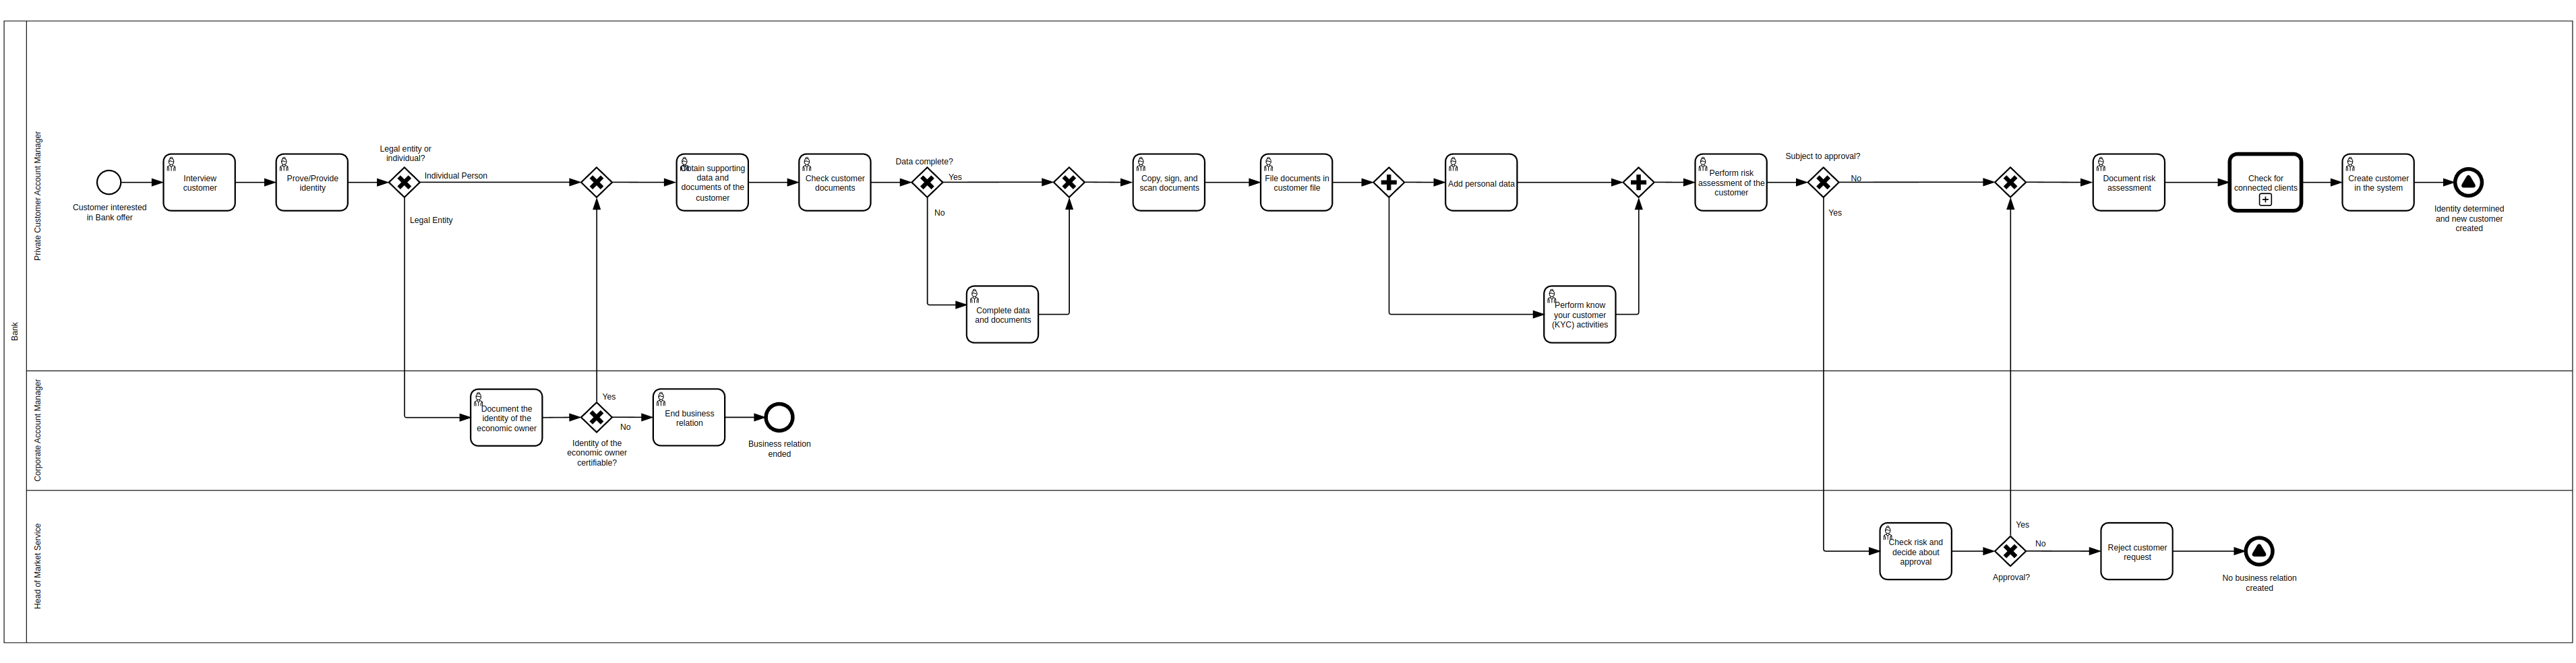 Bank
Private Customer Account Manager
Customer interested
in Bank offer
Interview
customer
Prove/Provide
identity
Legal entity or
individual?
Individual Person
Legal Entity
Obtain supporting
data and
documents of the
customer
Check customer
documents
Data complete?
Yes
No
Complete data
and documents
Copy, sign, and
scan documents
File documents in
customer file
Add personal data
Perform know
your customer
(KYC) activities
Perform risk
assessment of the
customer
Subject to approval?
No
Yes
Document risk
assessment
Check for
connected clients
Create customer
in the system
Identity determined
and new customer
created
Corporate Account Manager
Document the
identity of the
economic owner
Yes
No
Identity of the
economic owner
certifiable?
End business
relation
Business relation
ended
Head of Market Service
Check risk and
decide about
approval
Yes
No
Approval?
Reject customer
request
No business relation
created